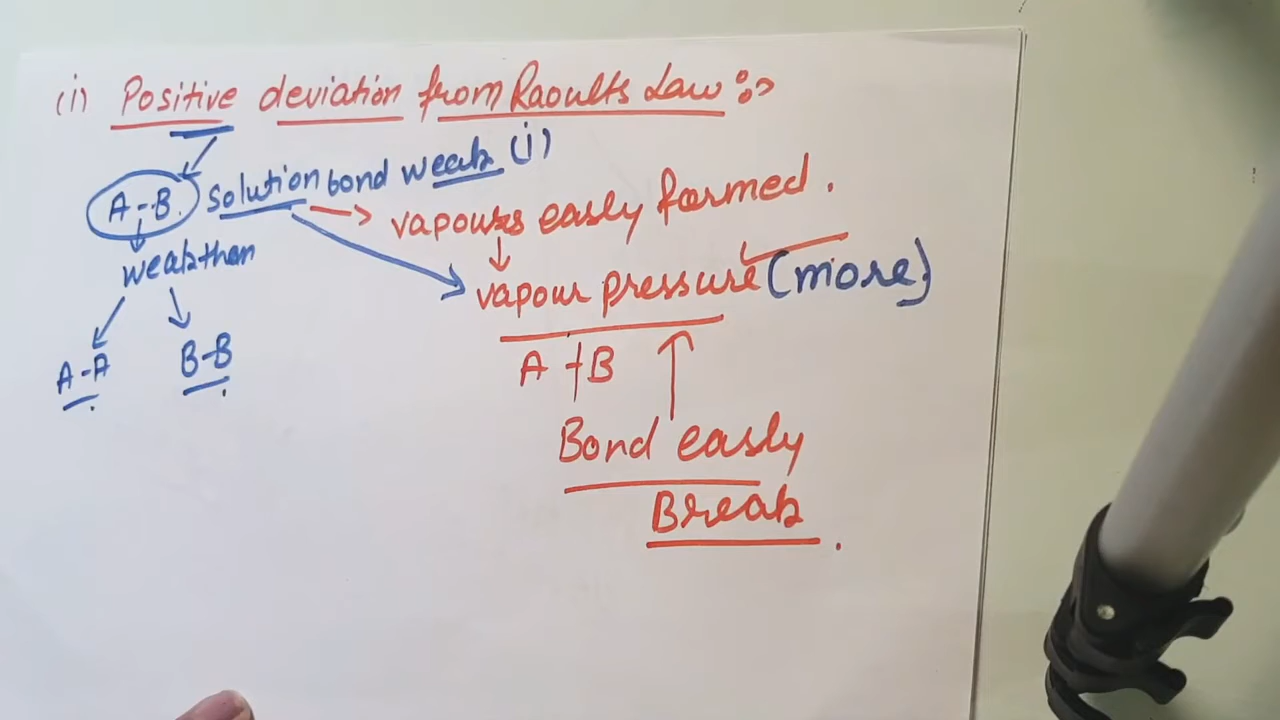 (i) Positive deviation from Raoults Law :->
A-B solution bond weak (i)
vapours easly formed.
weak than
vapour pressure (more)
A-A B-B
A-B
Bond easly
Break.